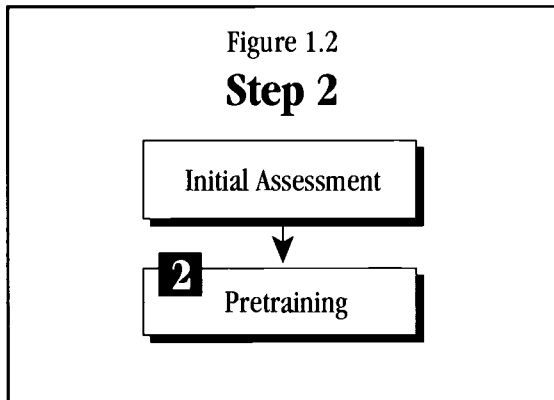 Figure 1.2
Step 2
Initial Assessment
2
Pretraining